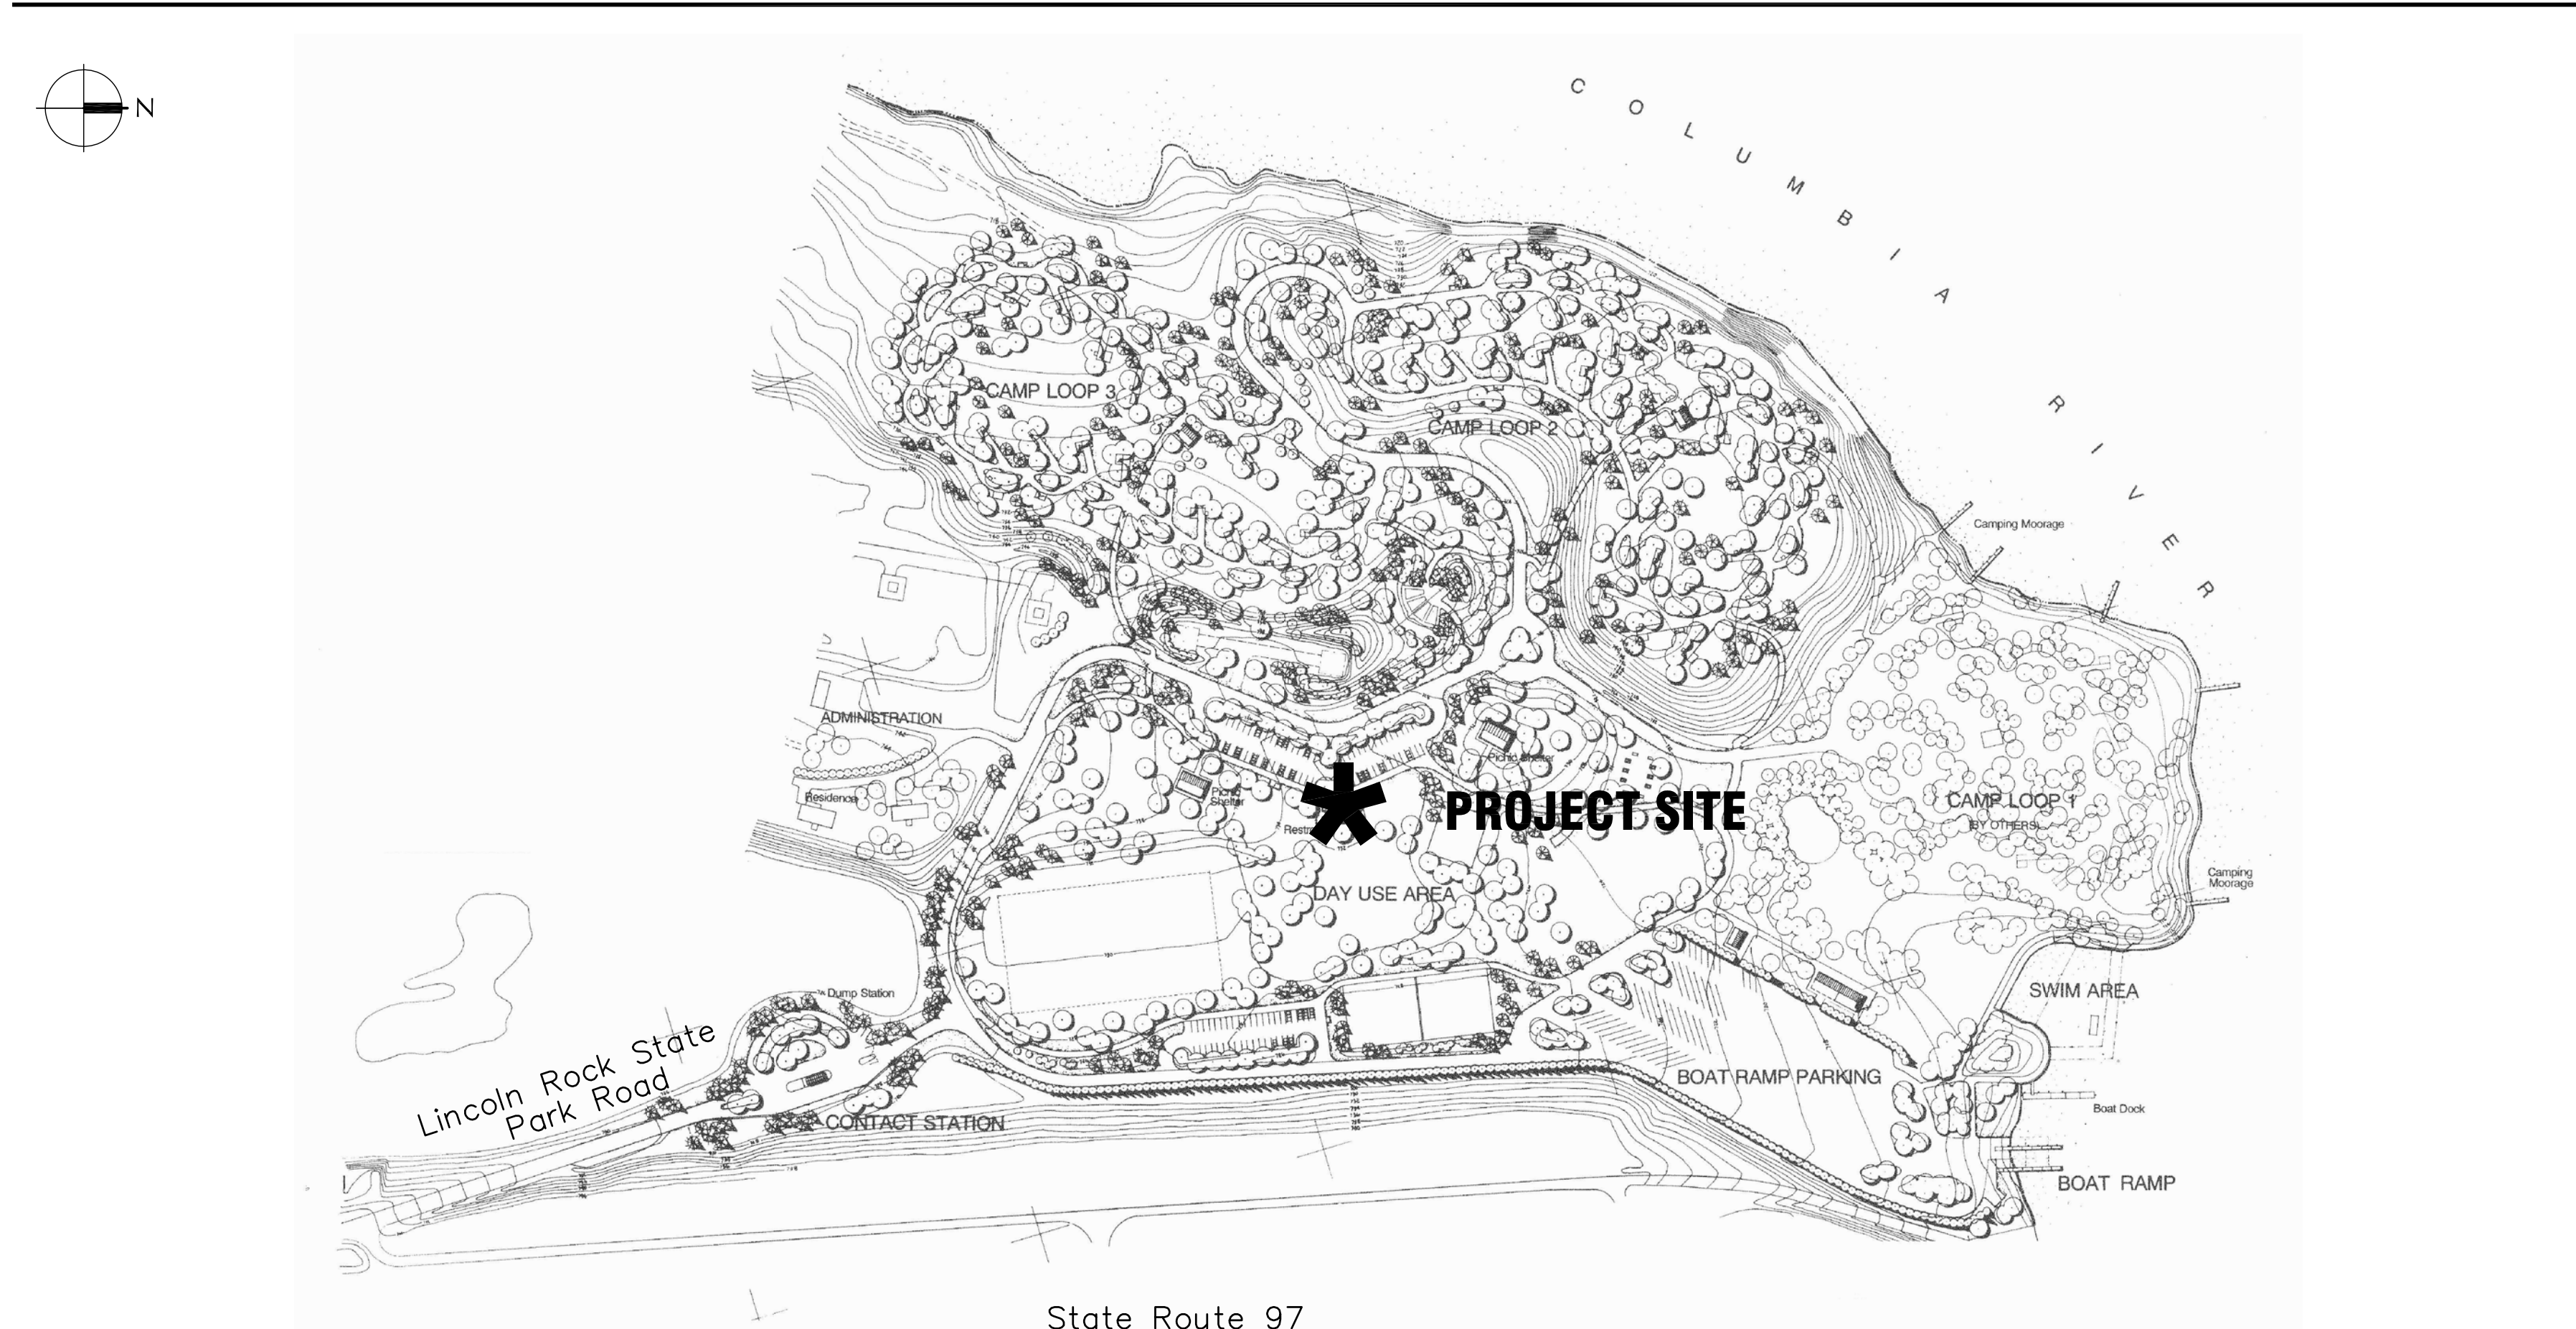 N
COLUMBIA RIVER
CAMP LOOP 3
CAMP LOOP 2
Camping Moorage
ADMINISTRATION
Picnic Shelter
Residence
Picnic
Shelter
PROJECT SITE
CAMP LOOP 1
(BY OTHERS)
DAY USE AREA
Camping
Moorage
Dump Station
SWIM AREA
Lincoln Rock State
Park Road
BOAT RAMP PARKING
Boat Dock
CONTACT STATION
BOAT RAMP
State Route 97